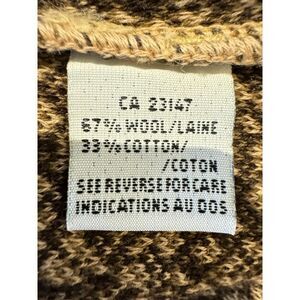 CA 23147
67% WOOL/LAINE
33% COTTON/
/COTON
SEE REVERSE FOR CARE
INDICATIONS AU DOS